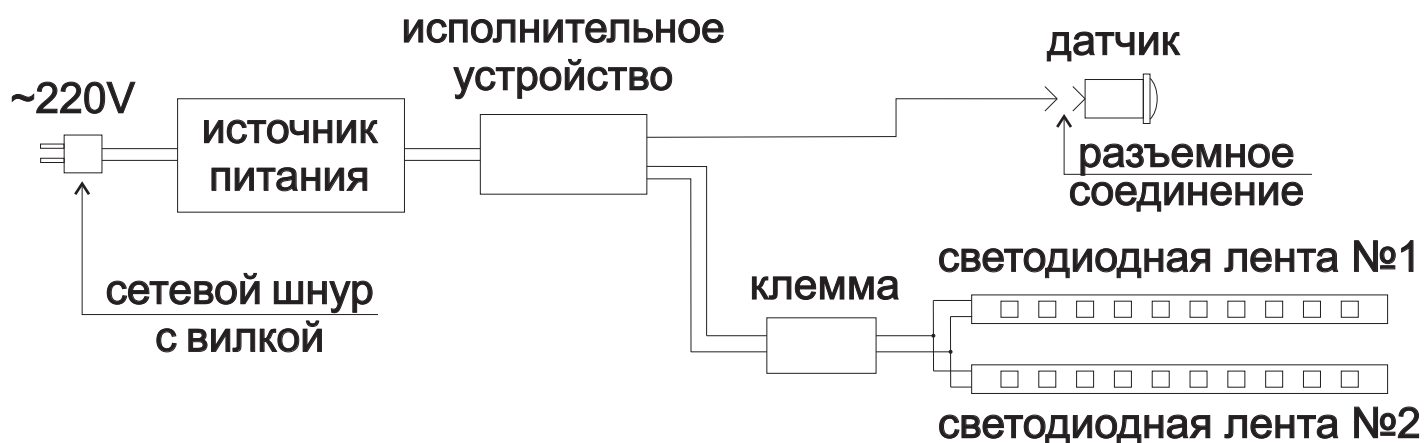 ~220V
источник
питания
исполнительное
устройство
датчик
разъемное
соединение
сетевой шнур
с вилкой
клемма
светодиодная лента №1
светодиодная лента №2